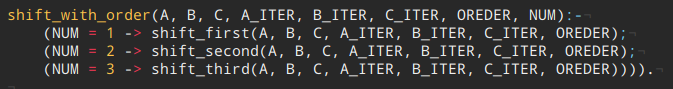 shift_with_order(A, B, C, A_ITER, B_ITER, C_ITER, OREDER, NUM):-¬
(NUM = 1 -> shift_first(A, B, C, A_ITER, B_ITER, C_ITER, OREDER);¬
(NUM = 2 -> shift_second(A, B, C, A_ITER, B_ITER, C_ITER, OREDER);¬
(NUM = 3 -> shift_third(A, B, C, A_ITER, B_ITER, C_ITER, OREDER)))).¬